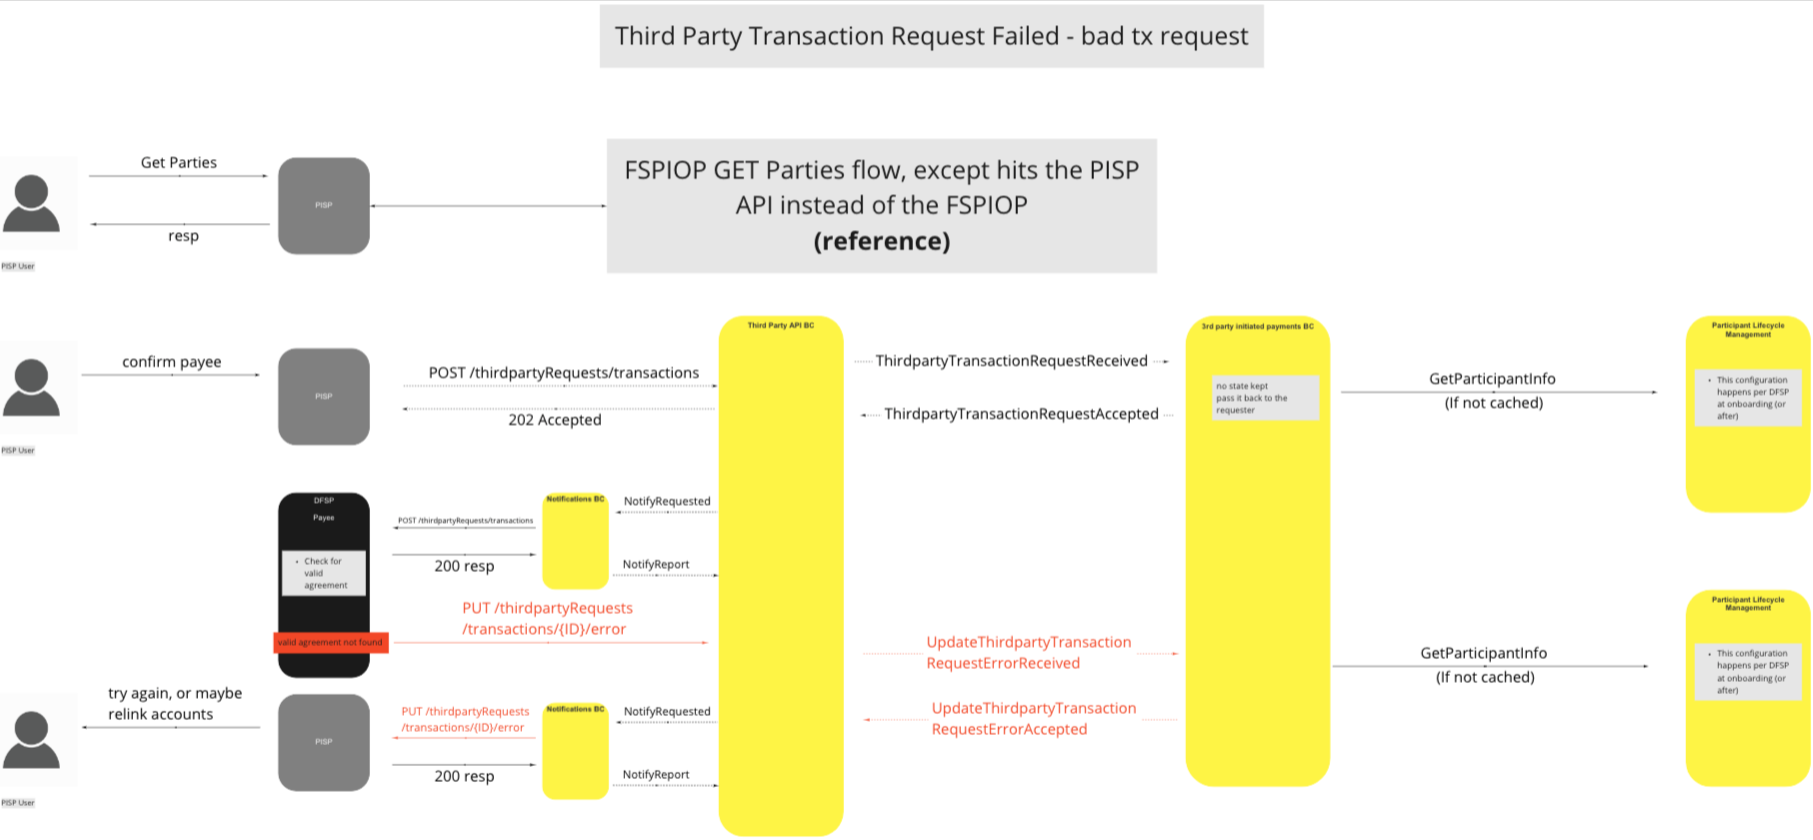 Third Party Transaction Request Failed - bad tx request
Get Parties
resp
PISP User
PISP
FSPIOP GET Parties flow, except hits the PISP
API instead of the FSPIOP
(reference)
confirm payee
PISP User
PISP
POST /thirdpartyRequests/transactions
202 Accepted
Third Party API BC
ThirdpartyTransactionRequestReceived
ThirdpartyTransactionRequestAccepted
3rd party initiated payments BC
no state kept
pass it back to the
requester
GetParticipantInfo
(If not cached)
Participant Lifecycle
Management
• This configuration
happens per DFSP
at onboarding (or
after)
DFSP
Payee
• Check for
valid
agreement
valid agreement not found
POST /thirdpartyRequests/transactions
200 resp
Notifications BC
NotifyRequested
NotifyReport
PUT /thirdpartyRequests
/transactions/{ID}/error
UpdateThirdpartyTransaction
RequestErrorReceived
GetParticipantInfo
(If not cached)
Participant Lifecycle
Management
• This configuration
happens per DFSP
at onboarding (or
after)
try again, or maybe
relink accounts
PISP User
PISP
PUT /thirdpartyRequests
/transactions/{ID}/error
200 resp
Notifications BC
NotifyRequested
NotifyReport
UpdateThirdpartyTransaction
RequestErrorAccepted